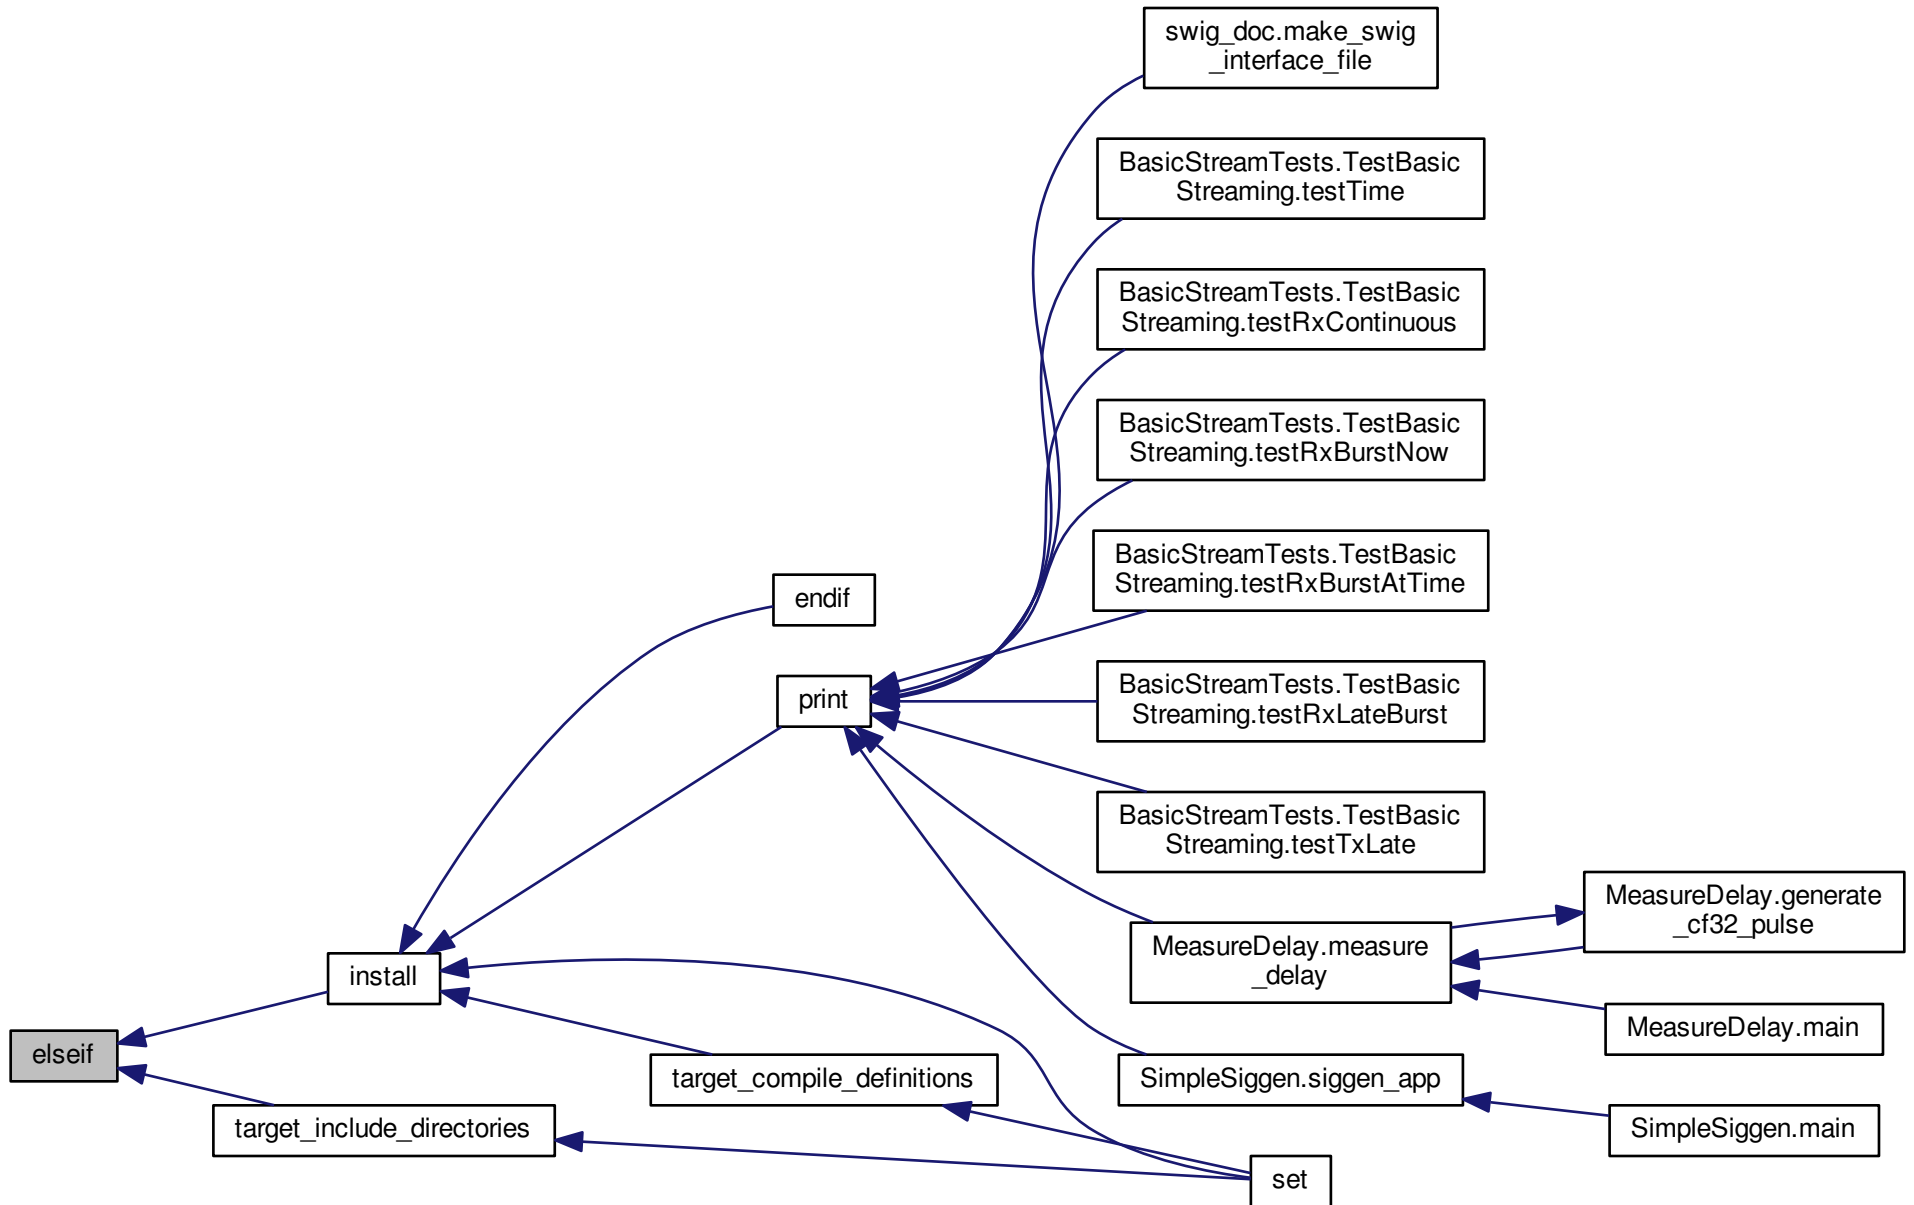 swig_doc.make_swig
_interface_file
BasicStreamTests.TestBasic
Streaming.testTime
BasicStreamTests.TestBasic
Streaming.testRxContinuous
BasicStreamTests.TestBasic
Streaming.testRxBurstNow
BasicStreamTests.TestBasic
Streaming.testRxBurstAtTime
endif
print
BasicStreamTests.TestBasic
Streaming.testRxLateBurst
BasicStreamTests.TestBasic
Streaming.testTxLate
MeasureDelay.generate
_cf32_pulse
MeasureDelay.measure
_delay
install
MeasureDelay.main
elseif
target_compile_definitions
SimpleSiggen.siggen_app
target_include_directories
SimpleSiggen.main
set